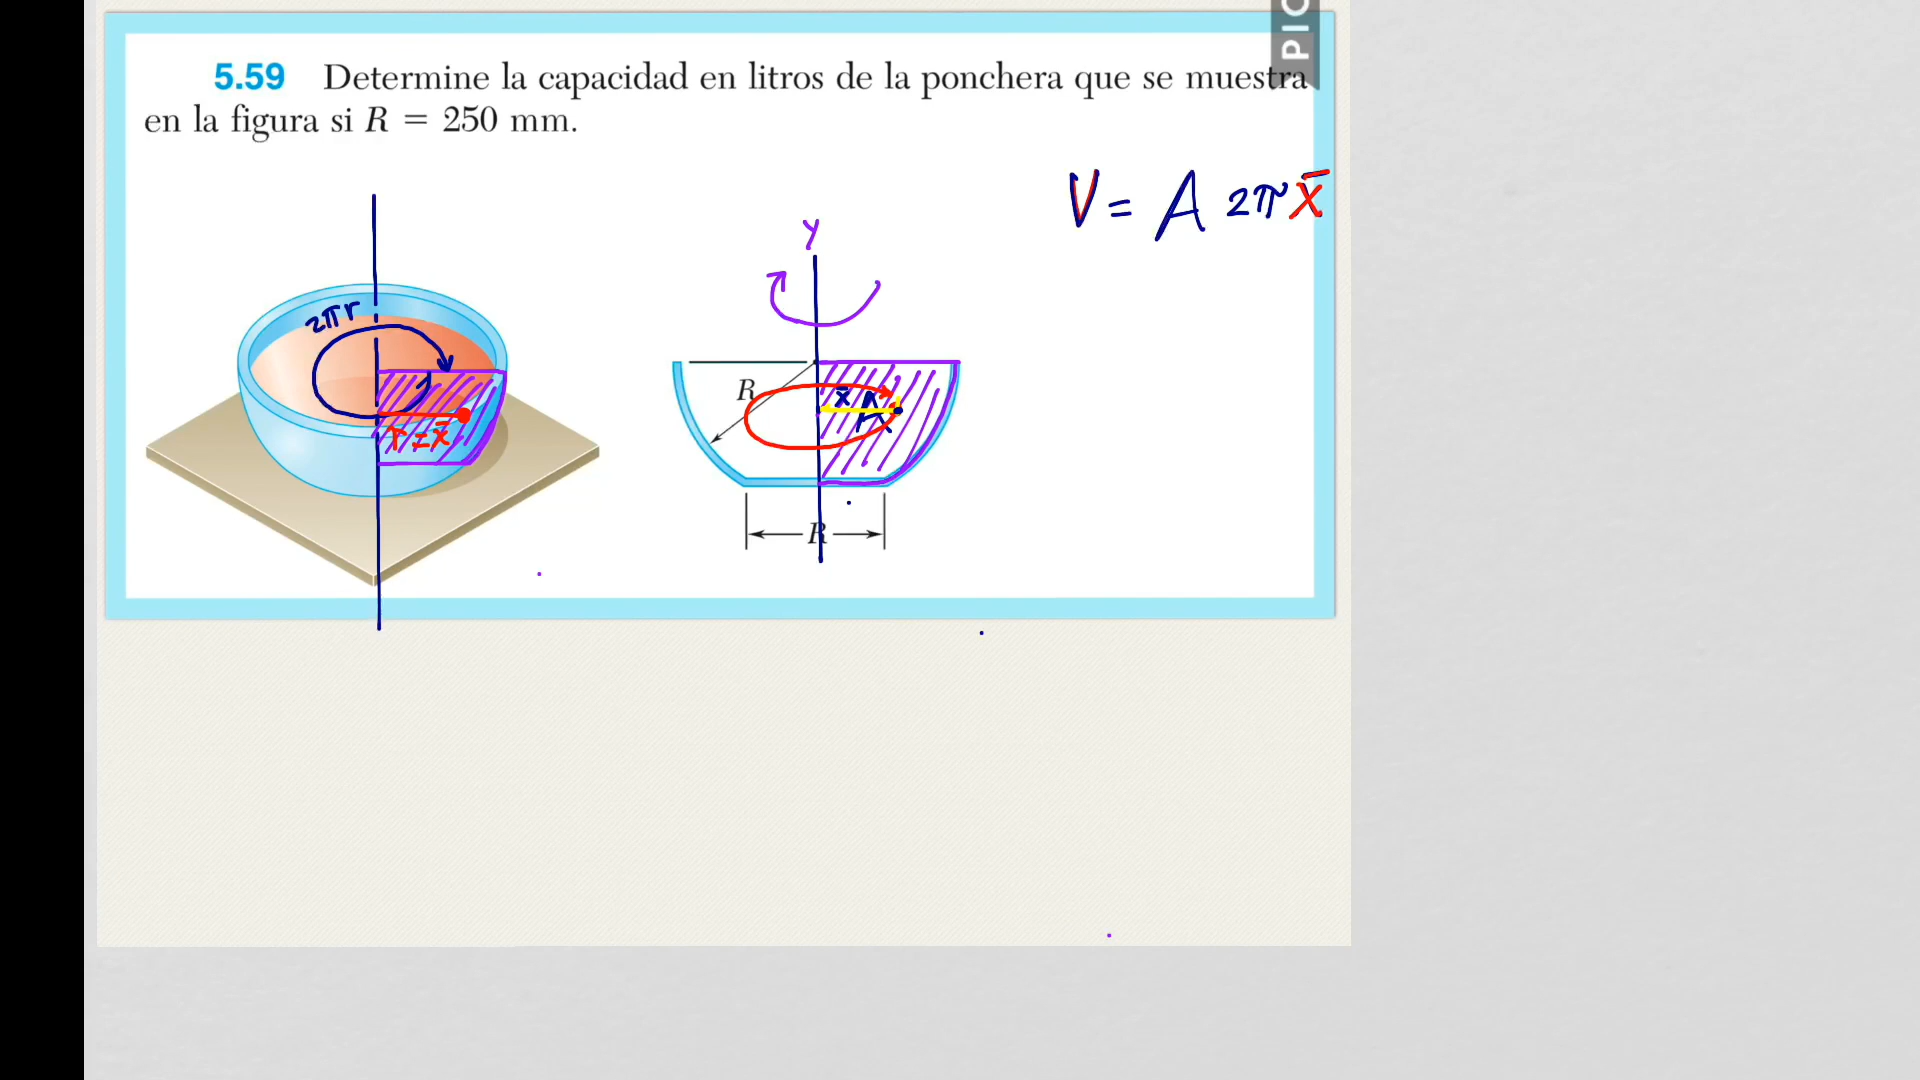 5.59 Determine la capacidad en litros de la ponchera que se muestra
en la figura si R = 250 mm.
V = A 2π x̄
Y
2πr
R
x̄
A
r = x̄
R
PIC